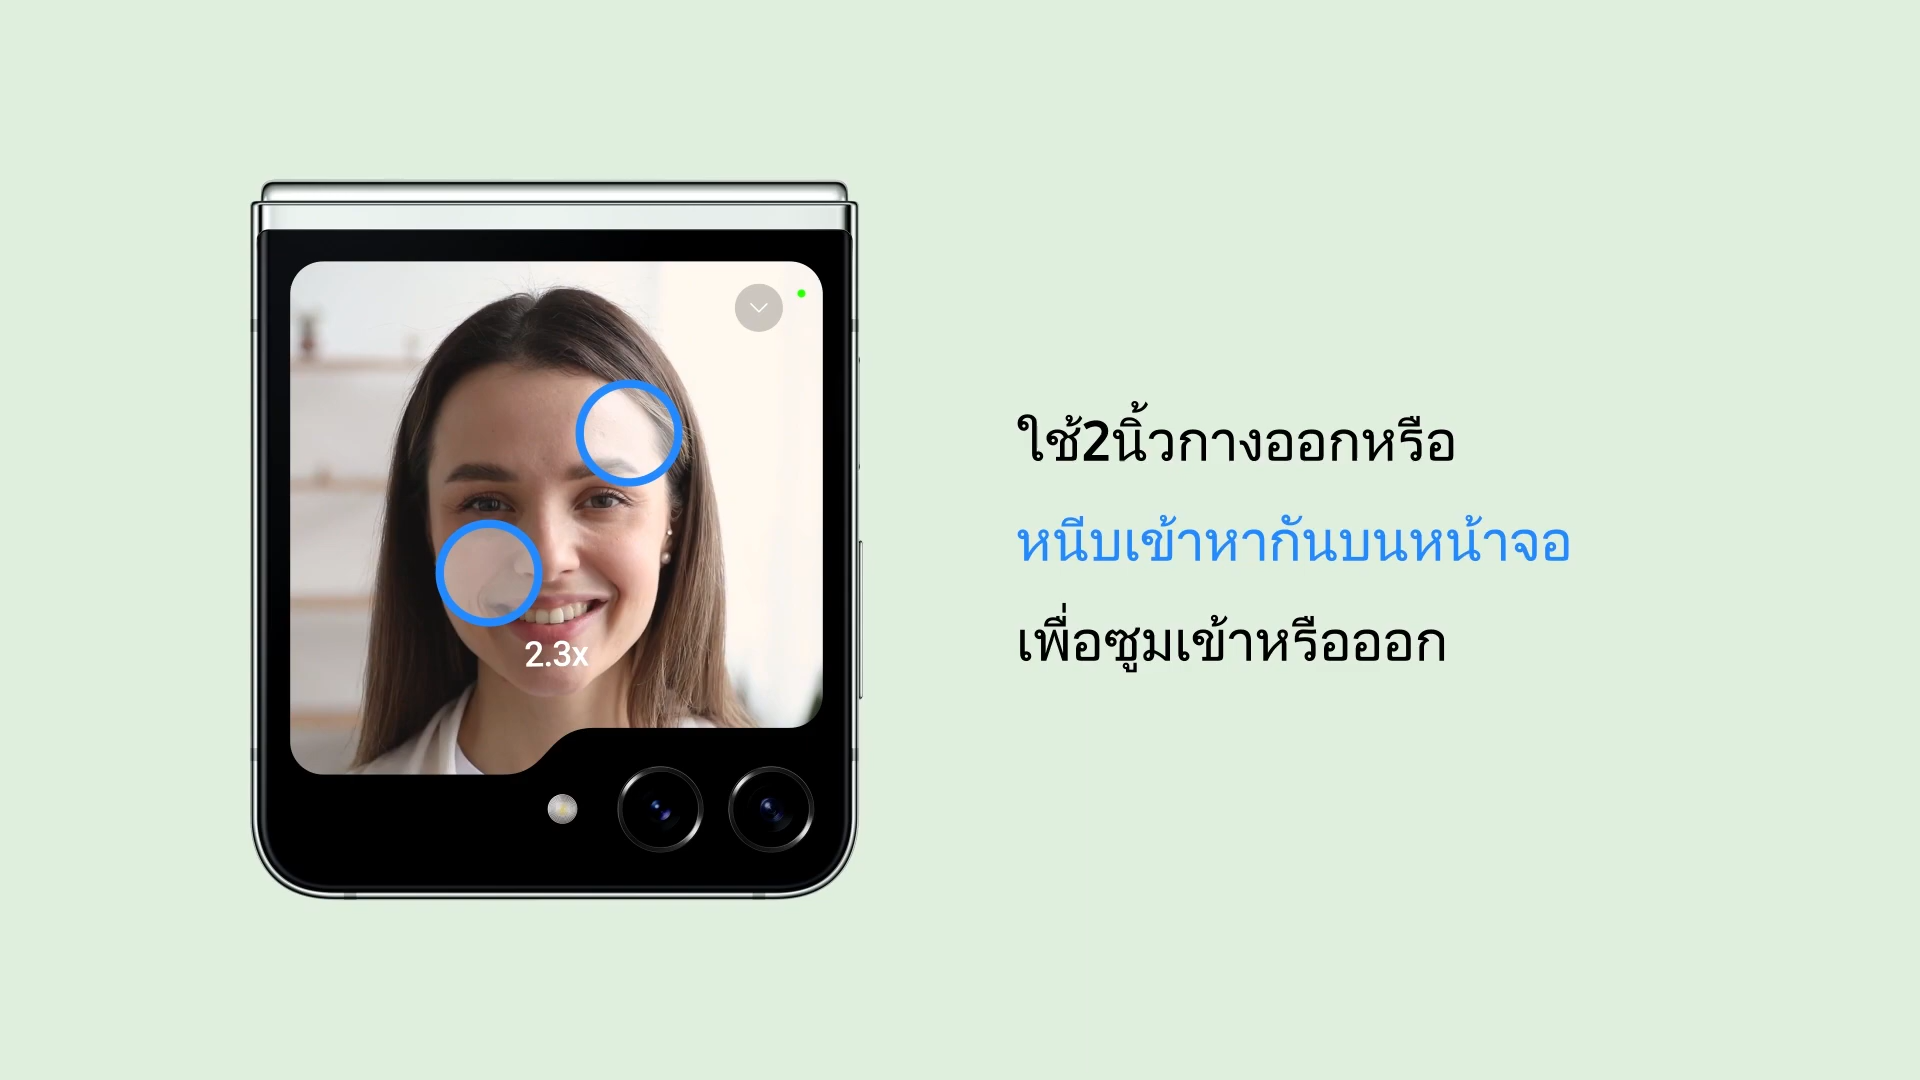 2.3x
ใช้2นิ้วกางออกหรือ
หนีบเข้าหากันบนหน้าจอ
เพื่อซูมเข้าหรือออก